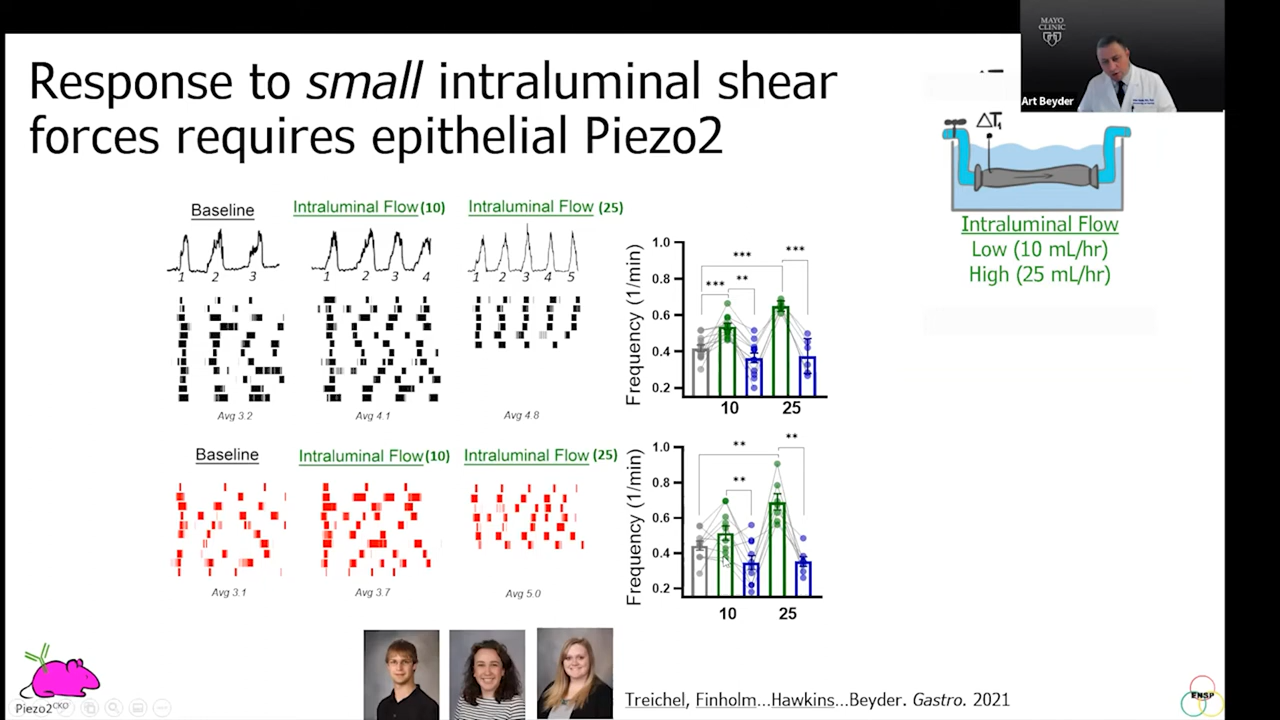 MAYO
CLINIC
Art Beyder
Response to small intraluminal shear
forces requires epithelial Piezo2
ΔT₁
Intraluminal Flow
Low (10 mL/hr)
High (25 mL/hr)
Baseline
Intraluminal Flow (10)
Intraluminal Flow (25)
1 2 3
1 2 3 4
1 2 3 4 5
Avg 3.2
Avg 4.1
Avg 4.8
Frequency (1/min)
1.0
0.8
0.6
0.4
0.2
***
***
**
***
10 25
Baseline
Intraluminal Flow (10)
Intraluminal Flow (25)
Avg 3.1
Avg 3.7
Avg 5.0
Frequency (1/min)
1.0
0.8
0.6
0.4
0.2
**
**
**
10 25
Piezo2CKO
Treichel, Finholm...Hawkins...Beyder. Gastro. 2021
ENSP